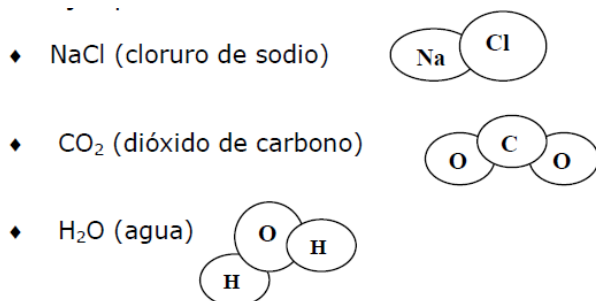 ♦ NaCl (cloruro de sodio)
Na Cl
♦ CO₂ (dióxido de carbono)
O C O
♦ H₂O (agua)
O H
H